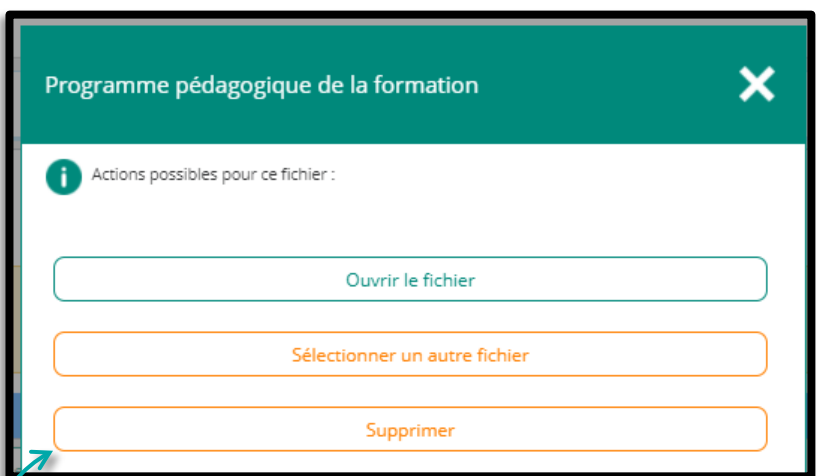 Programme pédagogique de la formation
Actions possibles pour ce fichier :
Ouvrir le fichier
Sélectionner un autre fichier
Supprimer